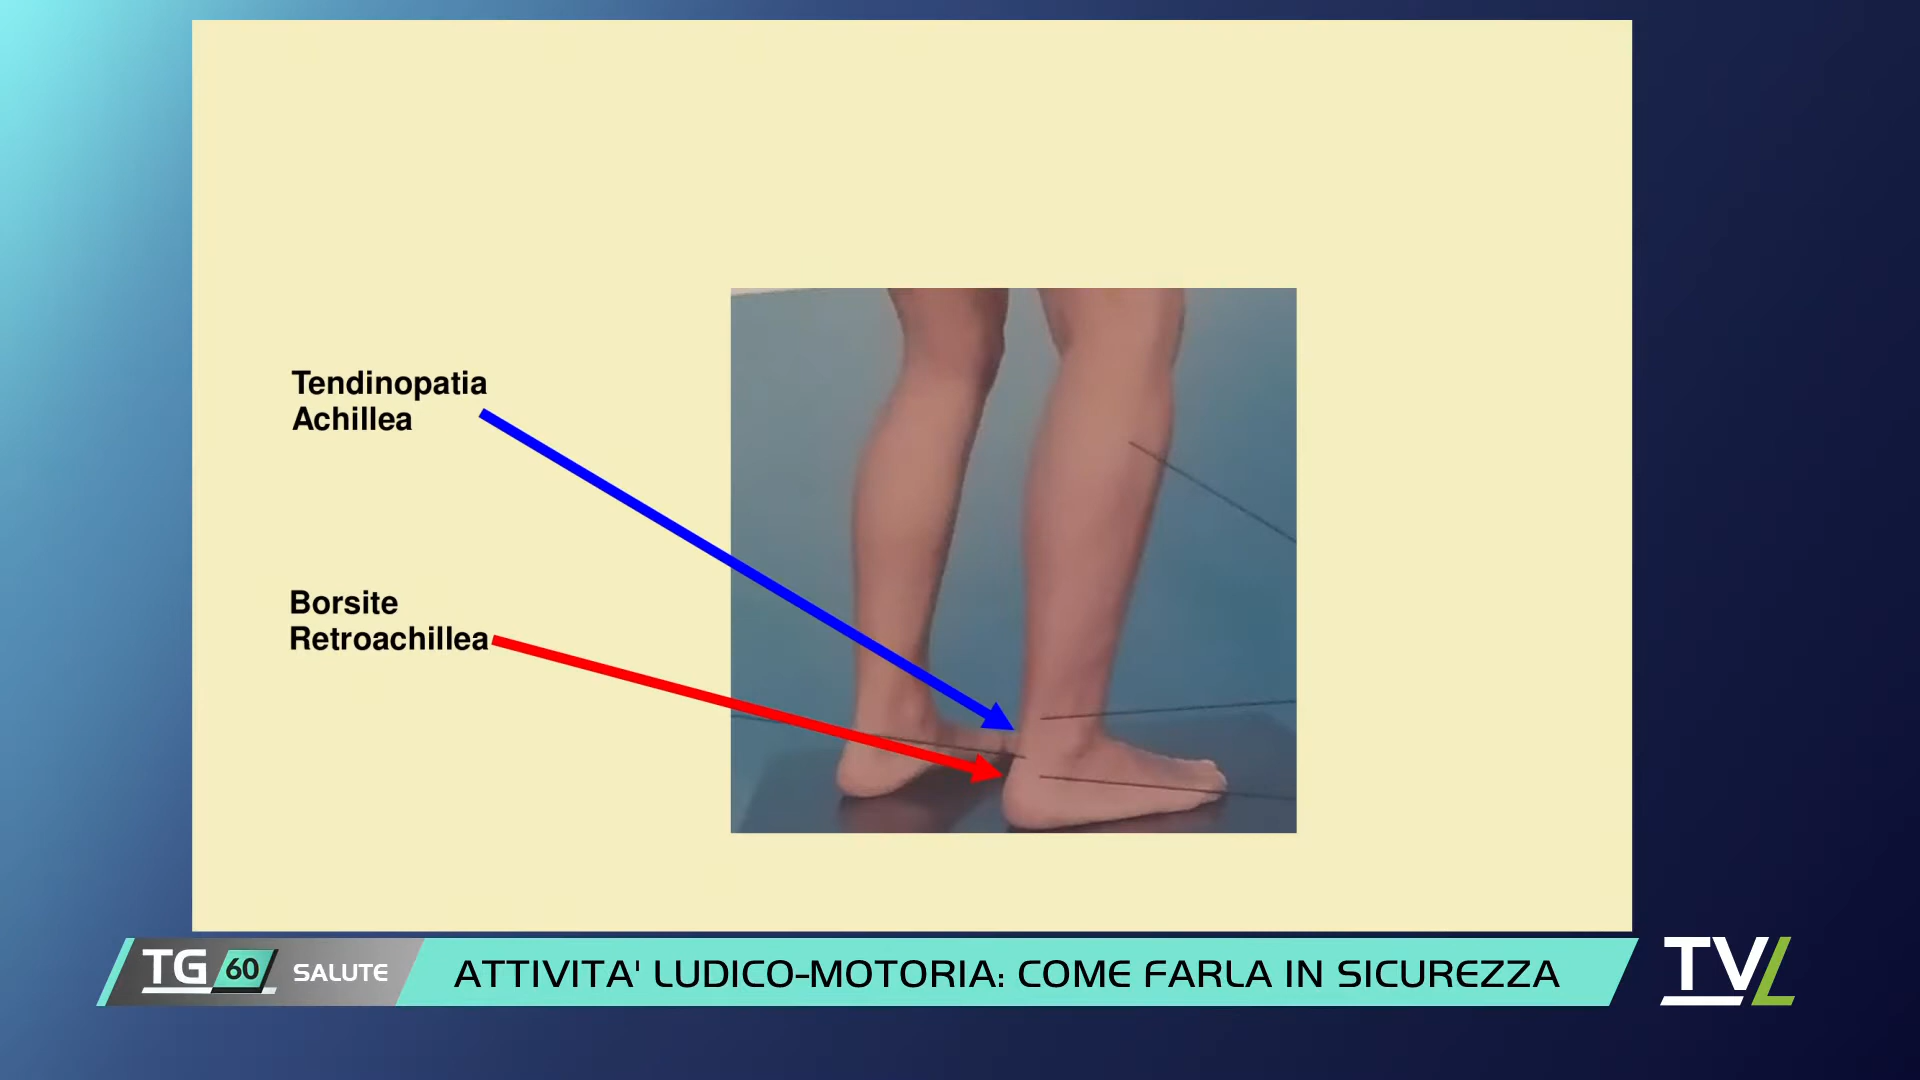 Tendinopatia
Achillea
Borsite
Retroachillea
TG 60 SALUTE
ATTIVITA' LUDICO-MOTORIA: COME FARLA IN SICUREZZA
TVL